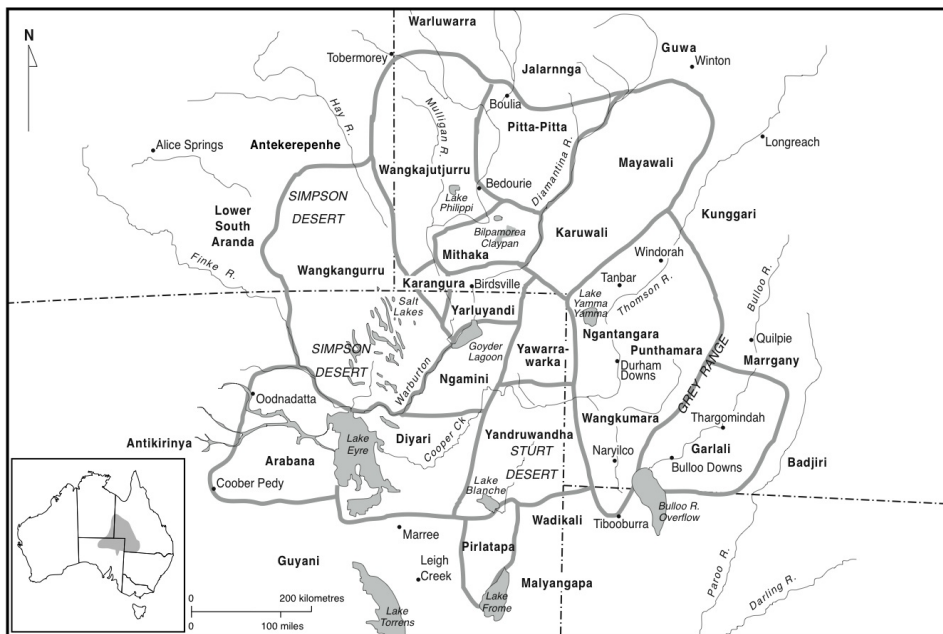 Warluwarra
N
Guwa
Tobermorey
Winton
Jalarnnga
Boulia
Hay R.
Mulligan R.
Pitta-Pitta
Diamantina R.
Longreach
Alice Springs
Antekerepenhe
Mayawali
Wangkajutjurru
SIMPSON
DESERT
Bedourie
Lake
Philippi
Lower
South
Aranda
Kunggari
Bilpamorea
Claypan
Karuwali
Mithaka
Windorah
Finke R.
Wangkangurru
Karangura
Birdsville
Tanbar
Thomson R.
Bulloo R.
Salt
Lakes
Yarluyandi
Lake
Yamma
Yamma
Goyder
Lagoon
Ngantangara
Quilpie
SIMPSON
DESERT
Yawarra-
warka
Punthamara
Marrgany
Warburton
Ngamini
Durham
Downs
GREY RANGE
Oodnadatta
Wangkumara
Thargomindah
Antikirinya
Lake
Eyre
Diyari
Cooper Ck
Yandruwandha
STURT
DESERT
Garlali
Arabana
Naryilco
Bulloo Downs
Badjiri
Coober Pedy
Lake
Blanche
Bulloo R.
Overflow
Wadikali
Tibooburra
Marree
Pirlatapa
Guyani
Leigh
Creek
Malyangapa
Paroo R.
Darling R.
0 200 kilometres
0 100 miles
Lake
Torrens
Lake
Frome